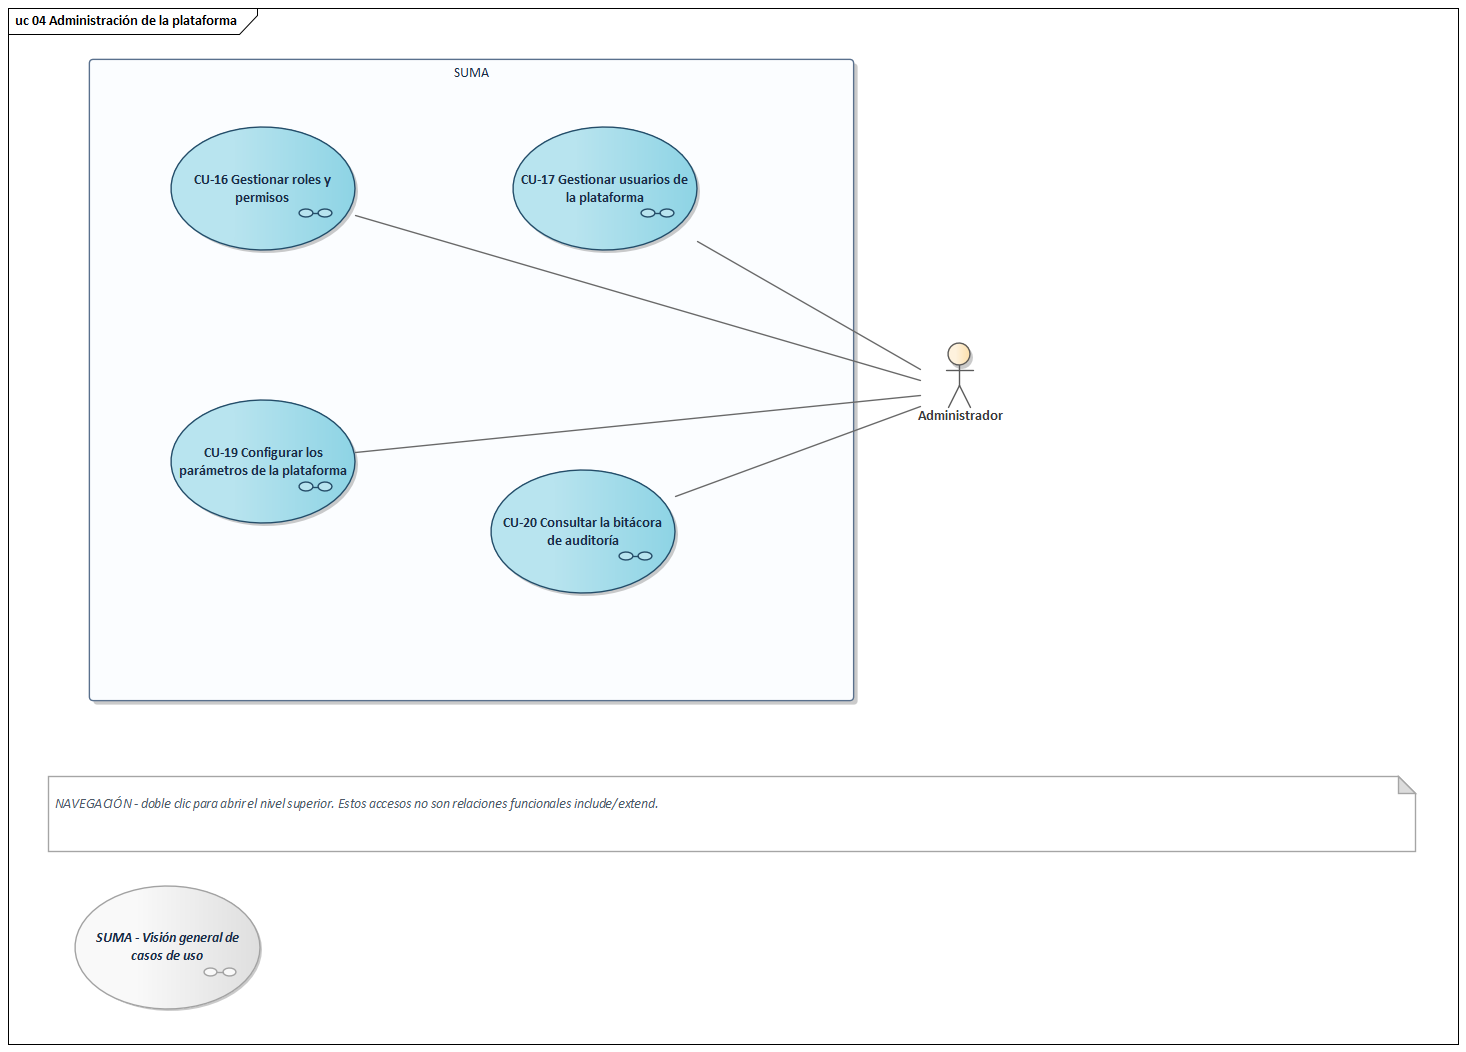 uc 04 Administración de la plataforma
SUMA
CU-16 Gestionar roles y
permisos
CU-17 Gestionar usuarios de
la plataforma
Administrador
CU-19 Configurar los
parámetros de la plataforma
CU-20 Consultar la bitácora
de auditoría
NAVEGACIÓN - doble clic para abrir el nivel superior. Estos accesos no son relaciones funcionales include/extend.
SUMA - Visión general de
casos de uso